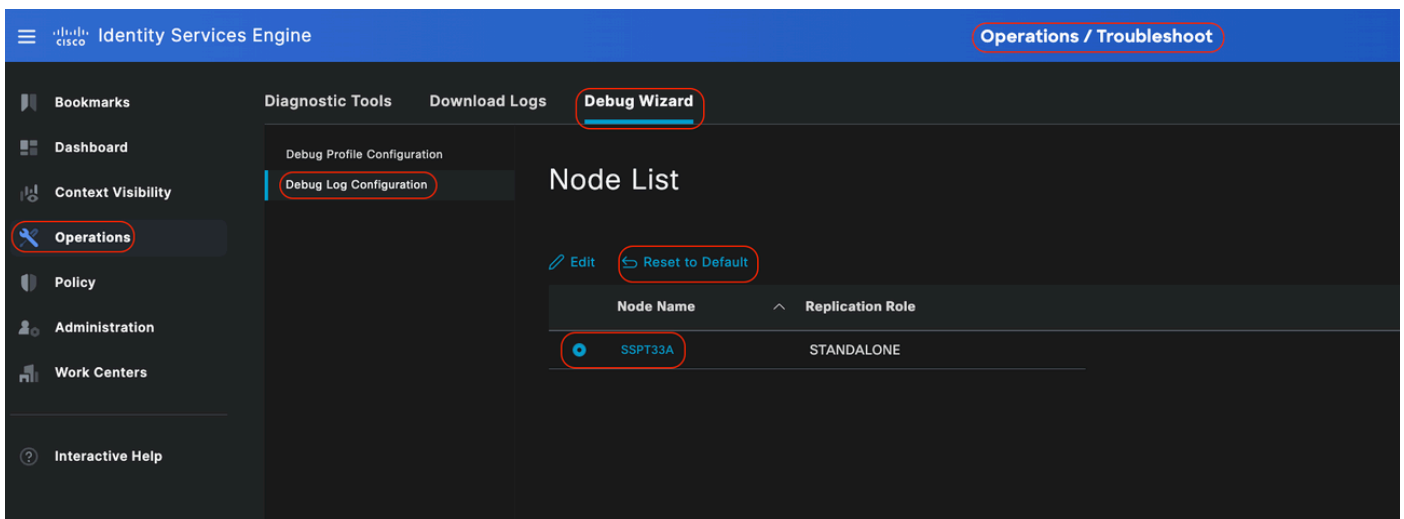 cisco Identity Services Engine
Operations / Troubleshoot
Bookmarks
Dashboard
Context Visibility
Operations
Policy
Administration
Work Centers
Interactive Help
Diagnostic Tools Download Logs Debug Wizard
Debug Profile Configuration
Debug Log Configuration
Node List
Edit Reset to Default
Node Name Replication Role
SSPT33A STANDALONE